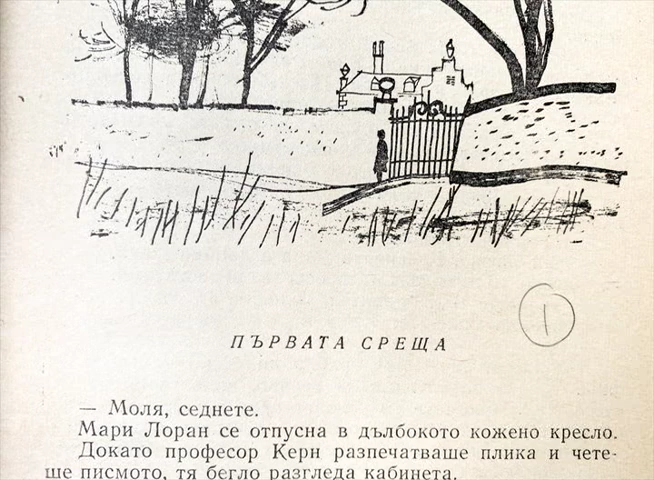 1
ПЪРВАТА СРЕЩА
— Моля, седнете.
Мари Лоран се отпусна в дълбокото кожено кресло.
Докато професор Керн разпечатваше плика и чете-
ше писмото, тя бегло разгледа кабинета.